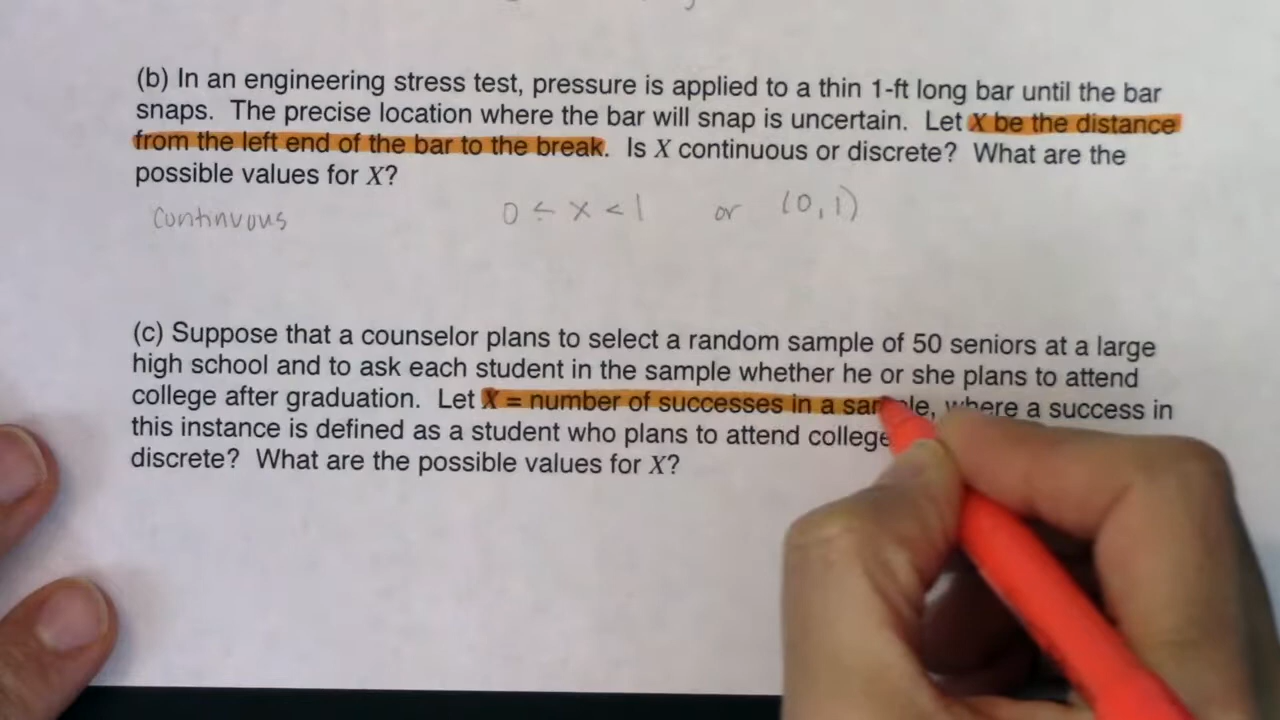 (b) In an engineering stress test, pressure is applied to a thin 1-ft long bar until the bar
snaps. The precise location where the bar will snap is uncertain. Let X be the distance
from the left end of the bar to the break. Is X continuous or discrete? What are the
possible values for X?
Continuous 0 < x < 1 or (0,1)
(c) Suppose that a counselor plans to select a random sample of 50 seniors at a large
high school and to ask each student in the sample whether he or she plans to attend
college after graduation. Let X = number of successes in a sample, where a success in
this instance is defined as a student who plans to attend college
discrete? What are the possible values for X?